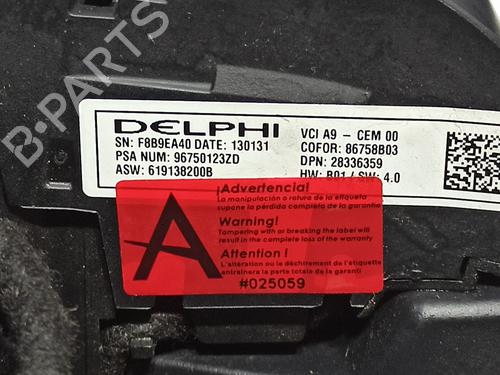 DELPHI
SN: F8B9EA40 DATE: 130131
PSA NUM: 96750123ZD
ASW: 619138200B
VCI A9 - CEM 00
COFOR: 86758B03
DPN: 28336359
HW: B01 / SW: 4.0
¡Advertencia!
La manipulación o rotura de la etiqueta
supone la pérdida completa de la garantía
Warning!
Tampering with or breaking the label will
result in the complete loss of the warranty
Attention !
L'altération ou le déchirement de l'étiquette
entraînera la perte totale de la garanti
A
#025059
B-Parts